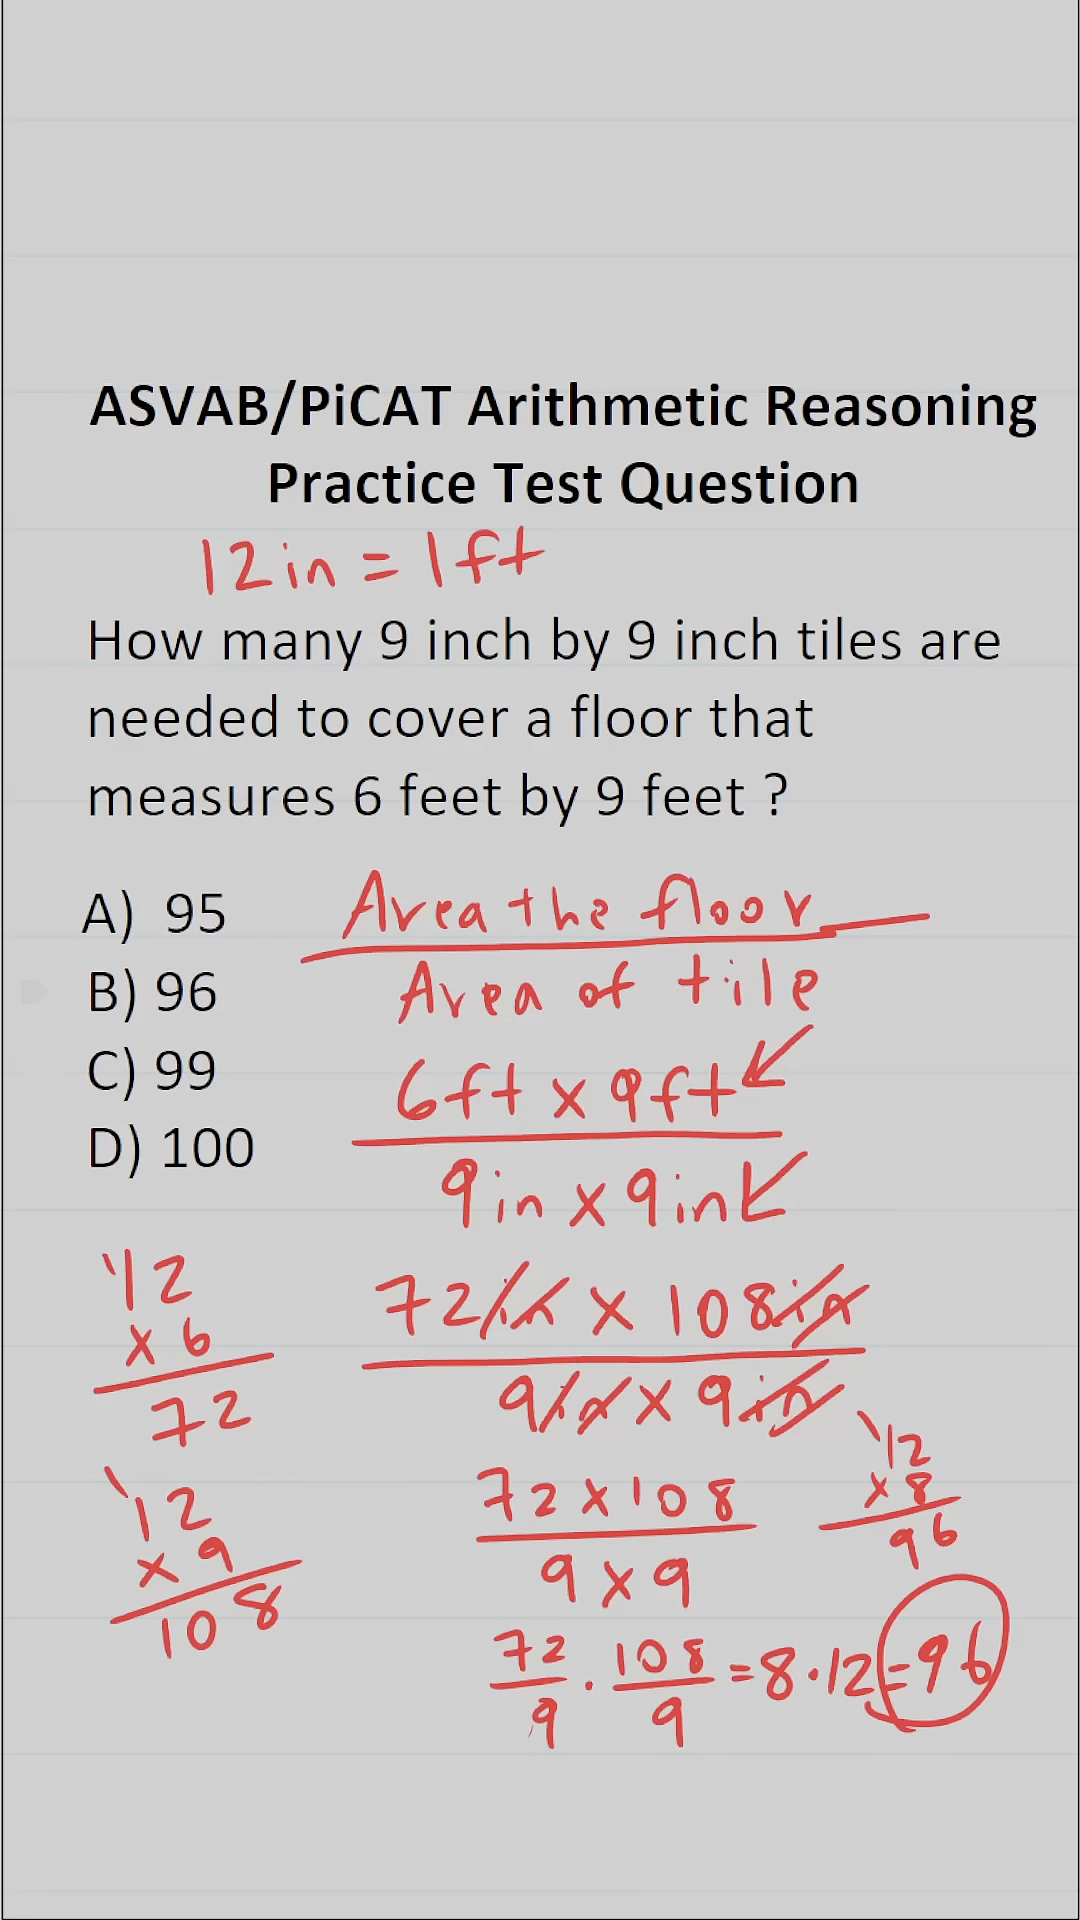 ASVAB/PiCAT Arithmetic Reasoning
Practice Test Question
12in = 1ft
How many 9 inch by 9 inch tiles are
needed to cover a floor that
measures 6 feet by 9 feet ?
A) 95
B) 96
C) 99
D) 100
Area the floor
Area of tile
6ft x 9ft
9in x 9in
72in x 108in
9in x 9in
72 x 108
9 x 9
72/9 · 108/9 = 8·12 = 96
112
x 6
72
112
x 9
108
112
x 8
96